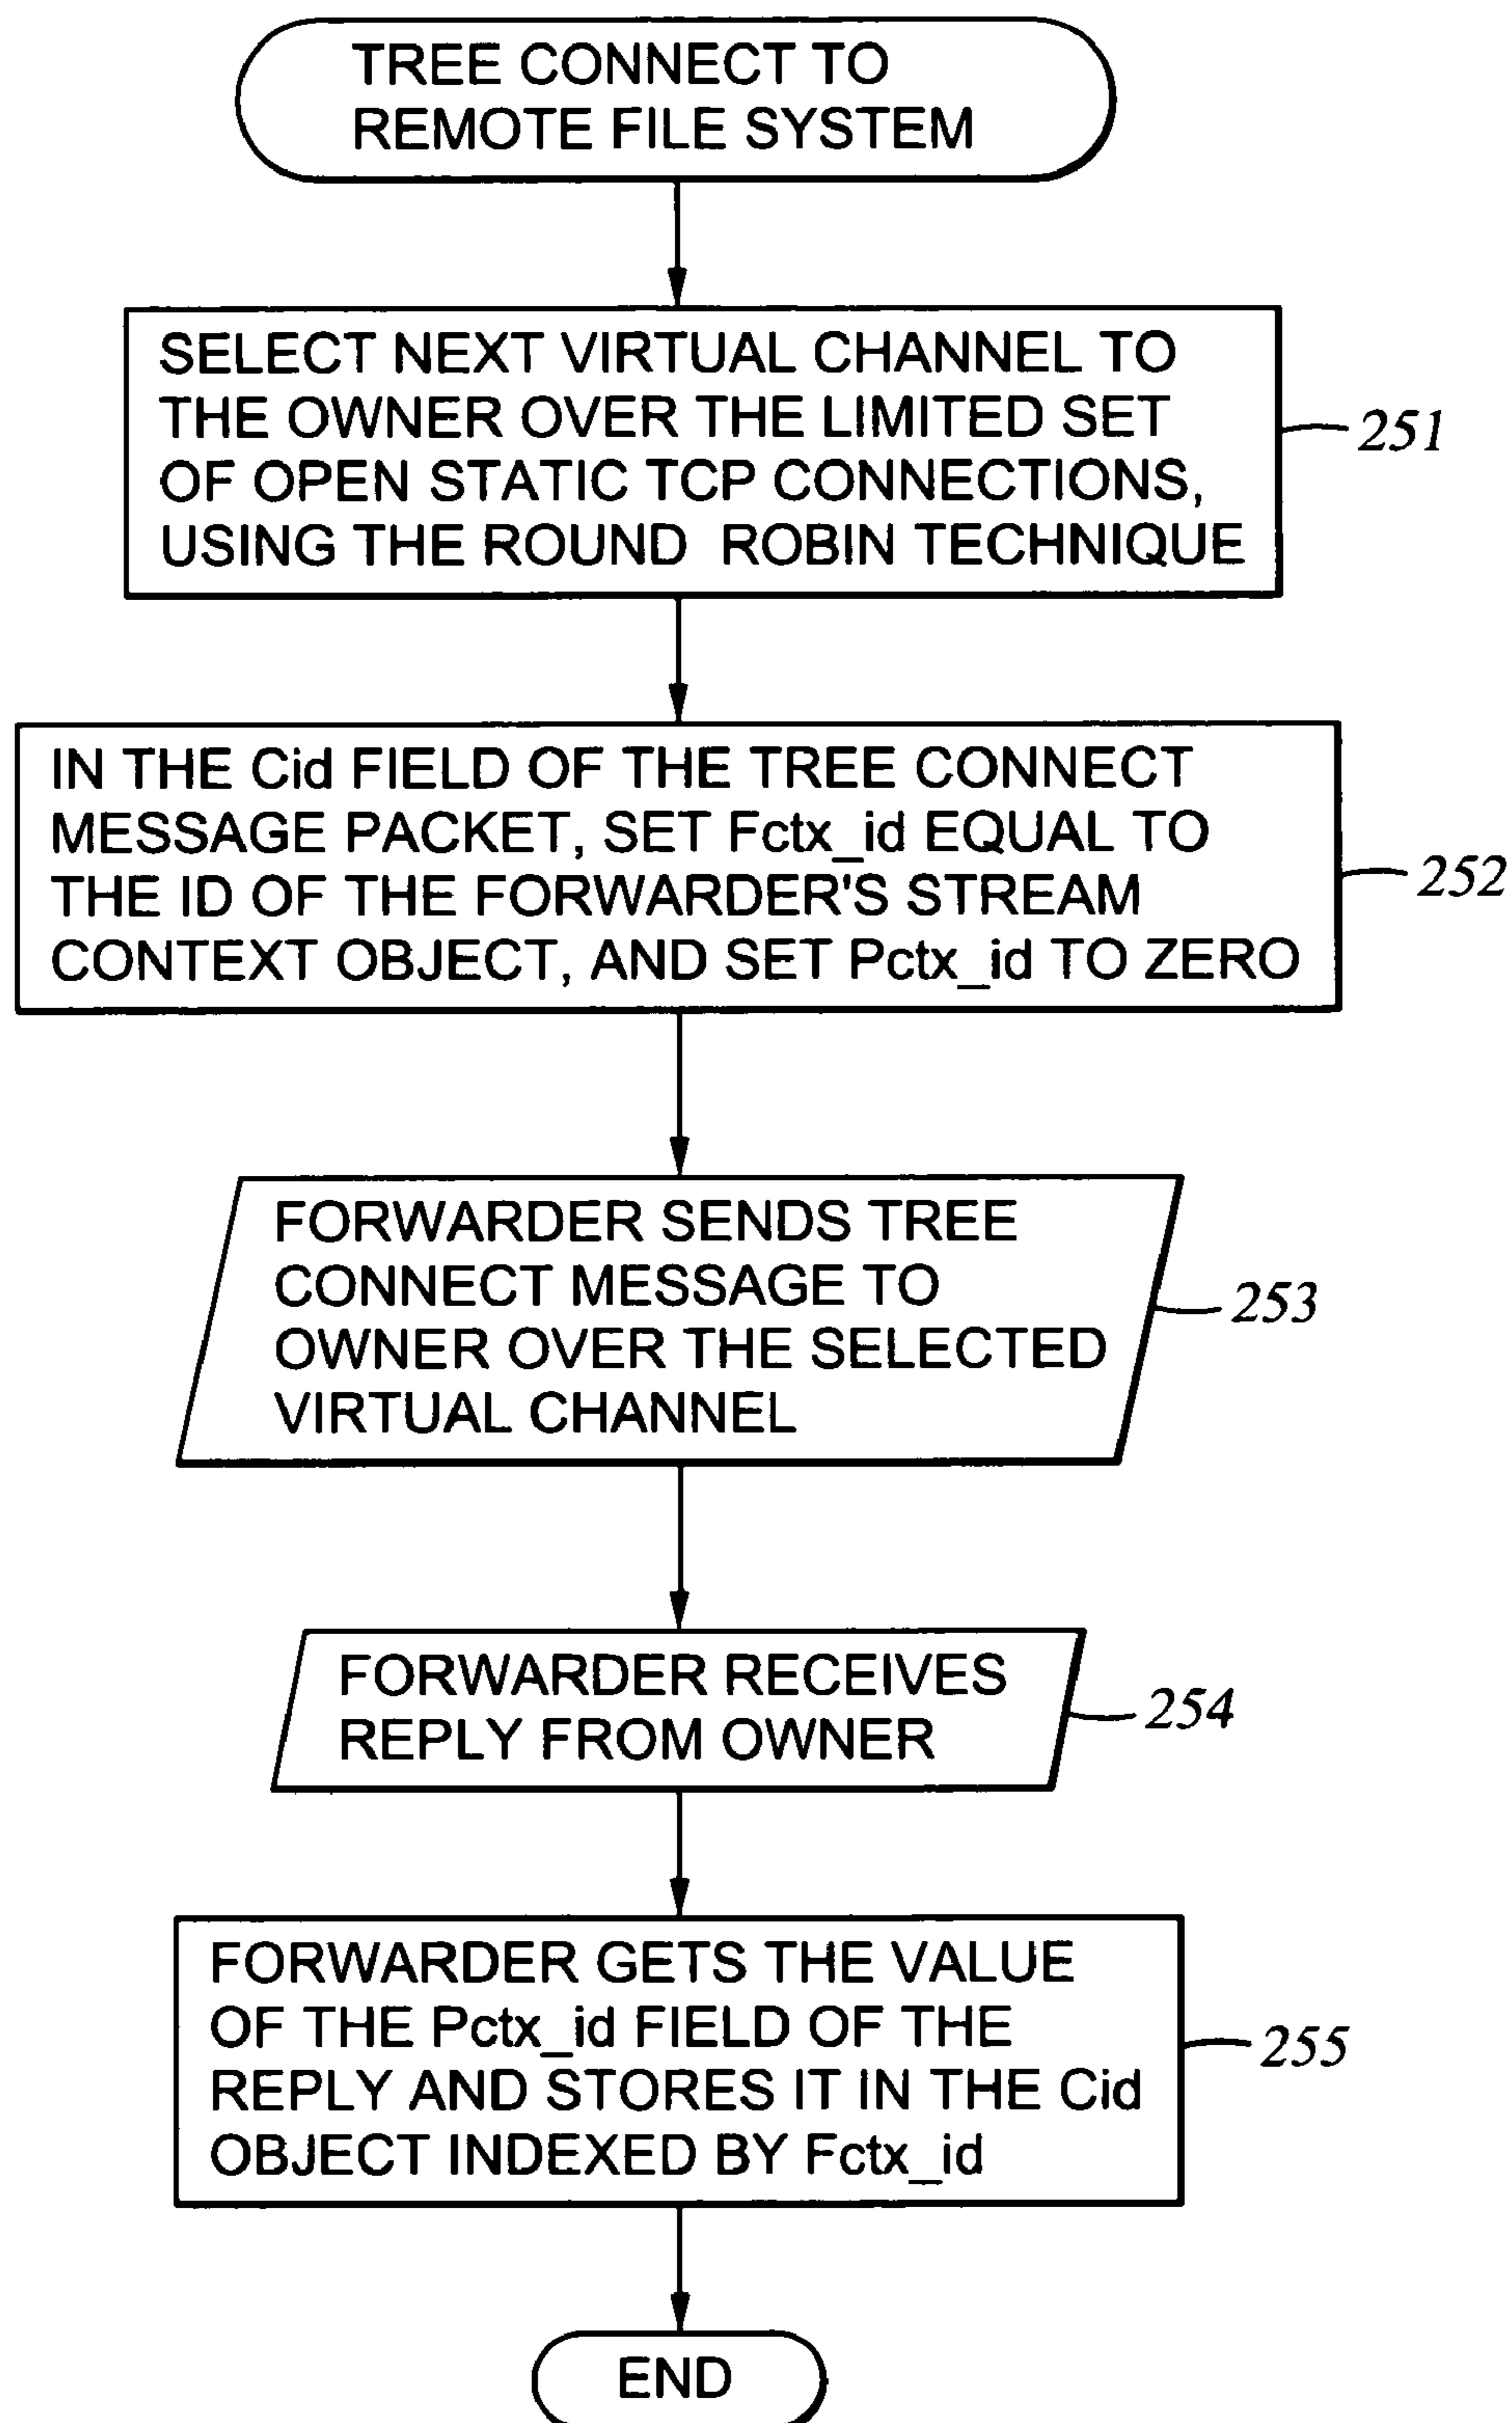 TREE CONNECT TO
REMOTE FILE SYSTEM
SELECT NEXT VIRTUAL CHANNEL TO
THE OWNER OVER THE LIMITED SET
OF OPEN STATIC TCP CONNECTIONS,
USING THE ROUND ROBIN TECHNIQUE
251
IN THE Cid FIELD OF THE TREE CONNECT
MESSAGE PACKET, SET Fctx_id EQUAL TO
THE ID OF THE FORWARDER'S STREAM
CONTEXT OBJECT, AND SET Pctx_id TO ZERO
252
FORWARDER SENDS TREE
CONNECT MESSAGE TO
OWNER OVER THE SELECTED
VIRTUAL CHANNEL
253
FORWARDER RECEIVES
REPLY FROM OWNER
254
FORWARDER GETS THE VALUE
OF THE Pctx_id FIELD OF THE
REPLY AND STORES IT IN THE Cid
OBJECT INDEXED BY Fctx_id
255
END